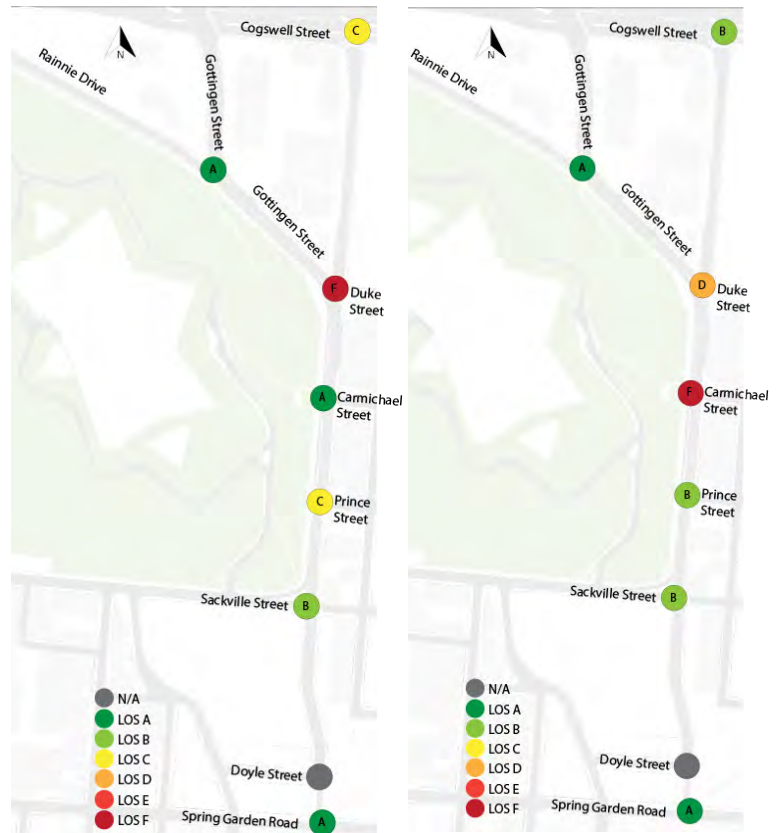 Cogswell Street
C
N
Rainnie Drive
Gottingen Street
A
Gottingen Street
F
Duke
Street
A
Carmichael
Street
C
Prince
Street
Sackville Street
B
N/A
LOS A
LOS B
LOS C
LOS D
LOS E
LOS F
Doyle Street
Spring Garden Road
A
Cogswell Street
B
N
Rainnie Drive
Gottingen Street
A
Gottingen Street
D
Duke
Street
F
Carmichael
Street
B
Prince
Street
Sackville Street
B
N/A
LOS A
LOS B
LOS C
LOS D
LOS E
LOS F
Doyle Street
Spring Garden Road
A